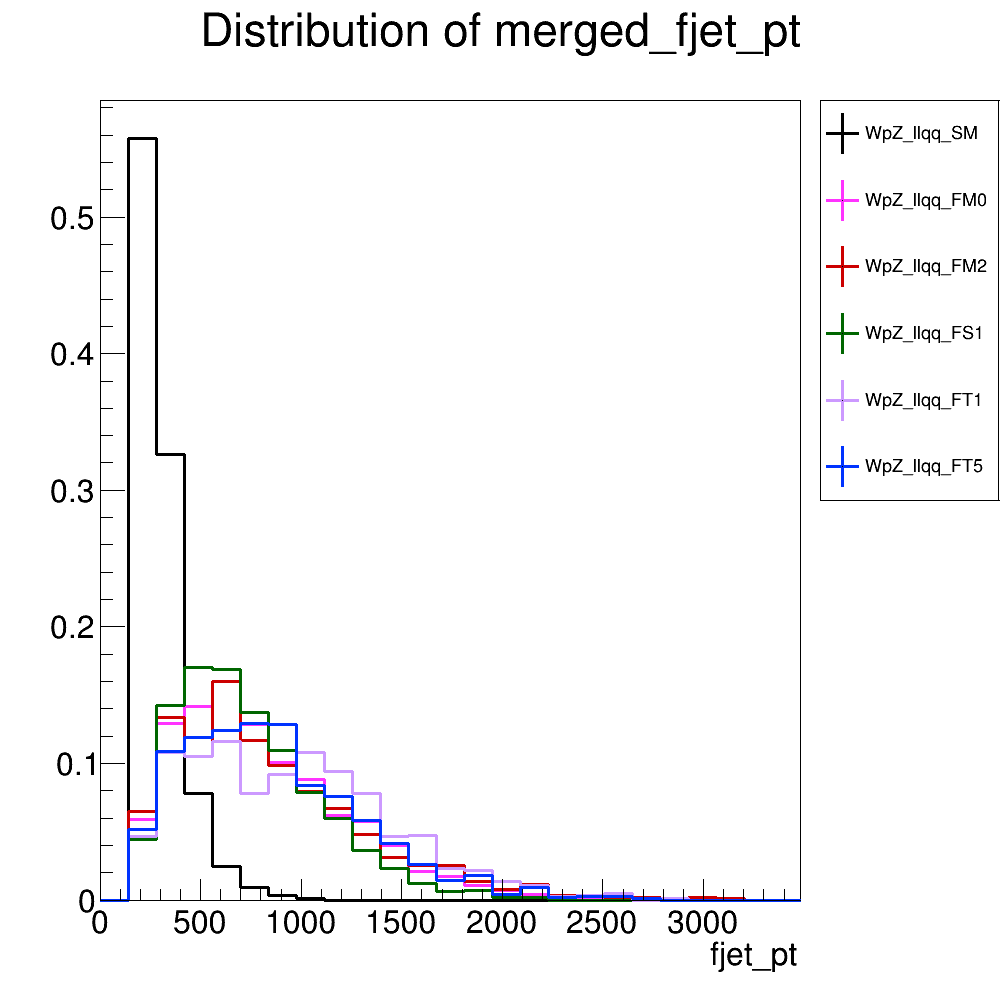 Distribution of merged_fjet_pt
WpZ_llqq_SM
WpZ_llqq_FM0
WpZ_llqq_FM2
WpZ_llqq_FS1
WpZ_llqq_FT1
WpZ_llqq_FT5
0.5
0.4
0.3
0.2
0.1
0
0 500 1000 1500 2000 2500 3000
fjet_pt